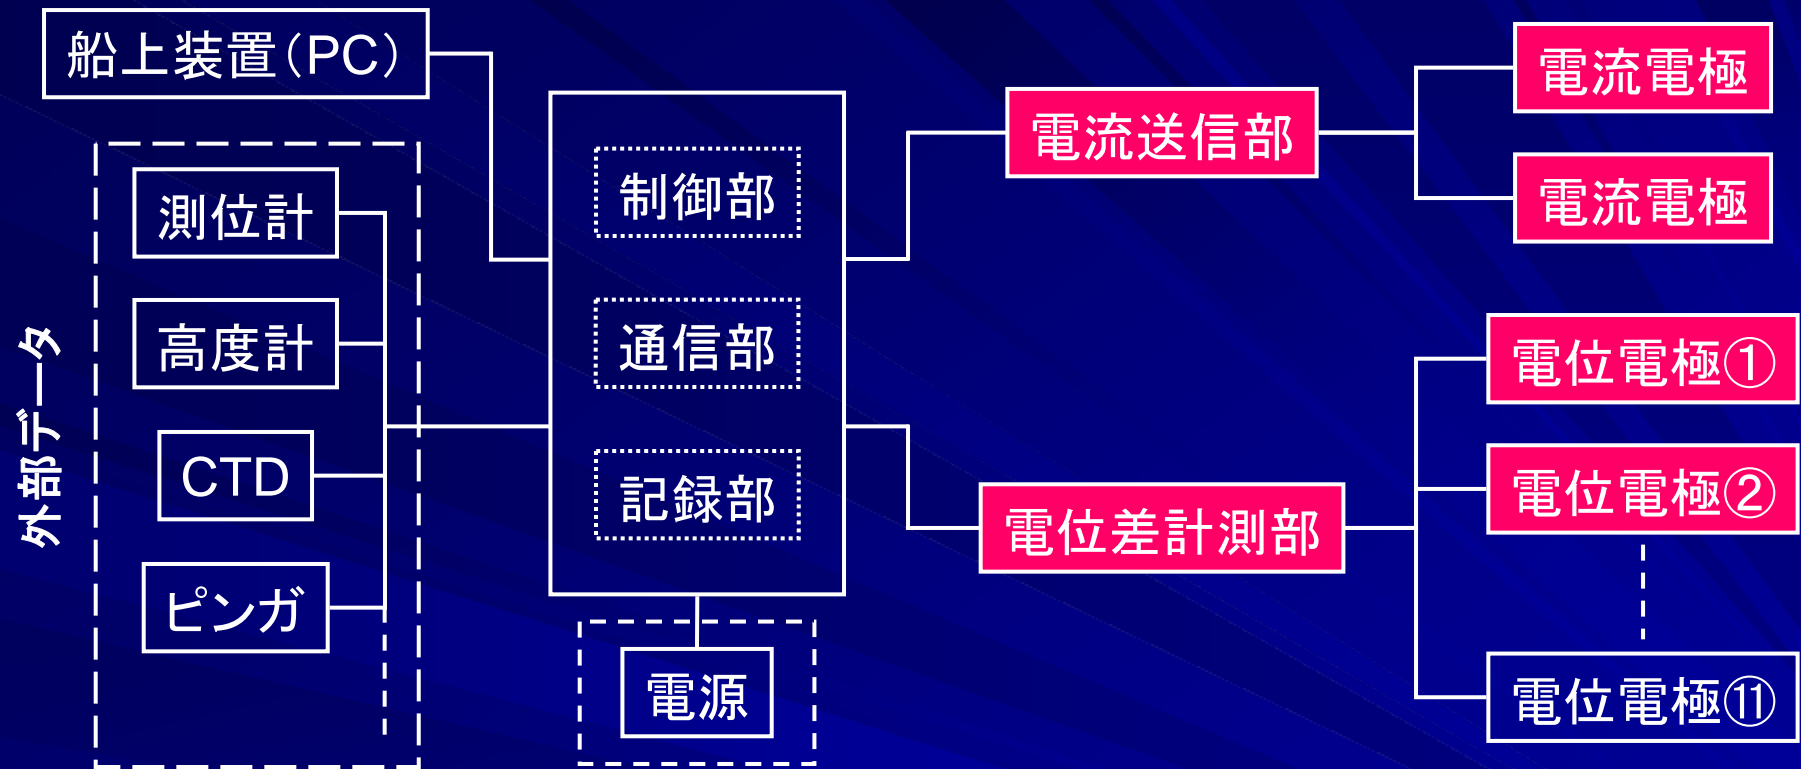 船上装置（PC）
外部データ
測位計
高度計
CTD
ピンガ
制御部
通信部
記録部
電源
電流送信部
電流電極
電流電極
電位差計測部
電位電極①
電位電極②
電位電極⑪